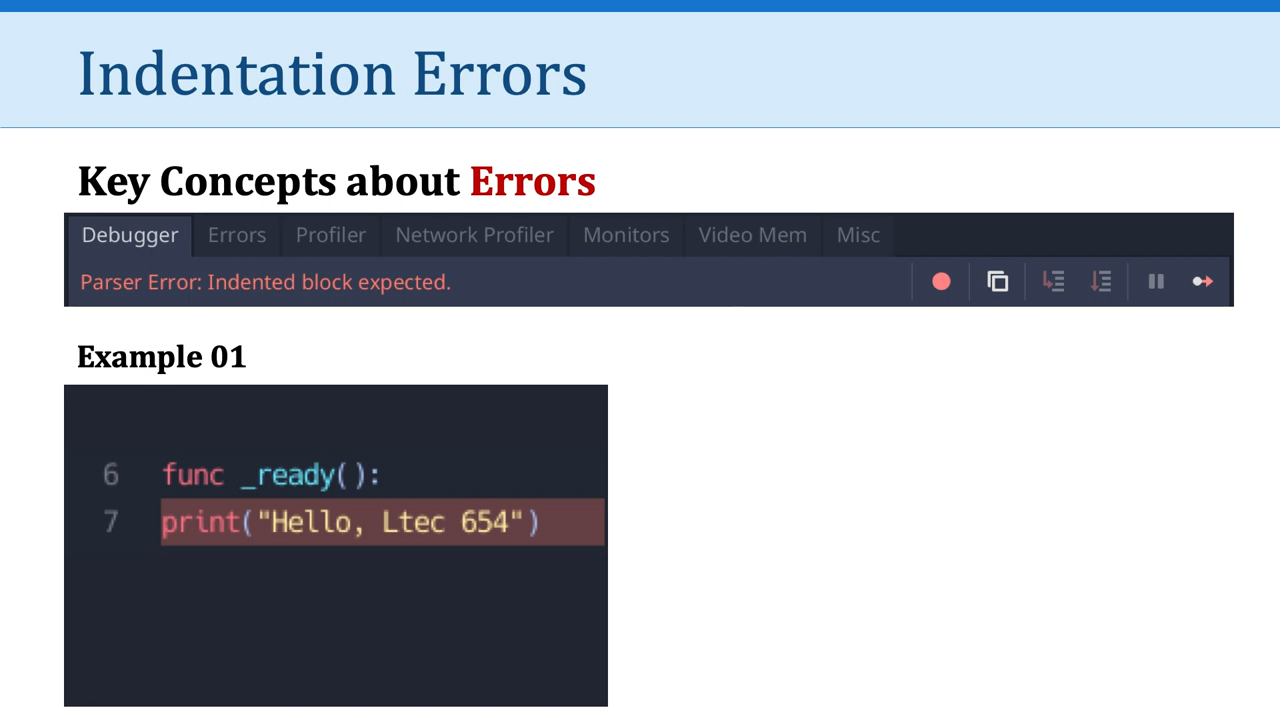 Indentation Errors
Key Concepts about Errors
Debugger Errors Profiler Network Profiler Monitors Video Mem Misc
Parser Error: Indented block expected.
Example 01
6 func _ready():
7 print("Hello, Ltec 654")